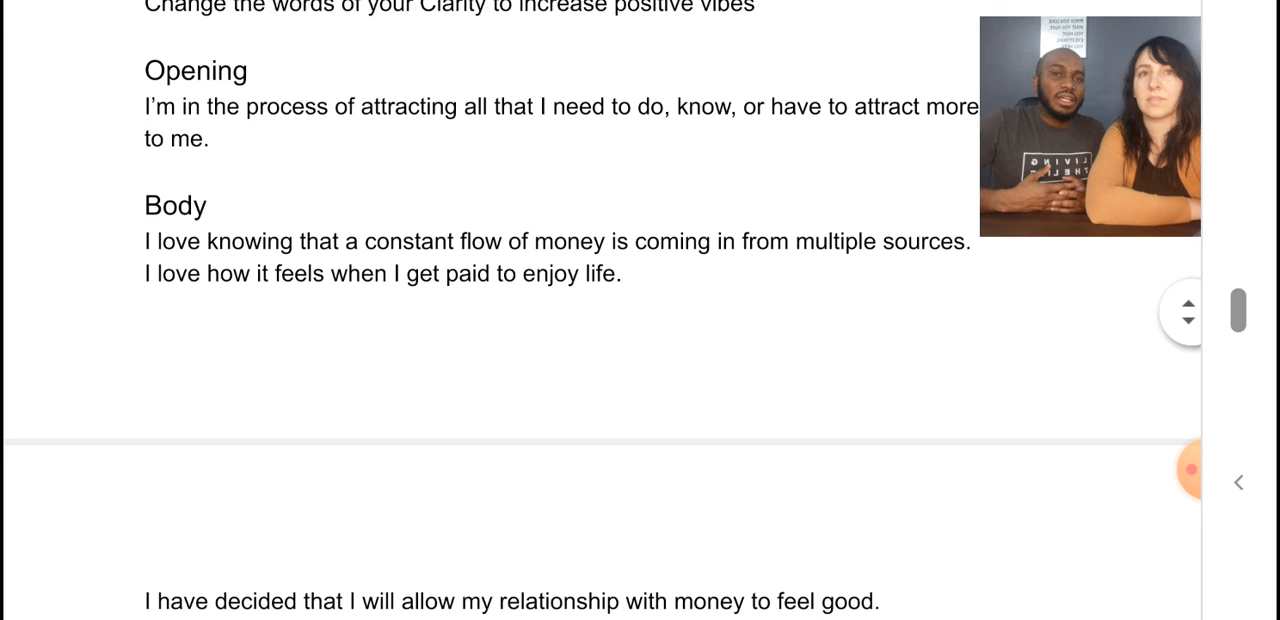 Change the words of your Clarity to increase positive vibes
Opening
I'm in the process of attracting all that I need to do, know, or have to attract more
to me.
Body
I love knowing that a constant flow of money is coming in from multiple sources.
I love how it feels when I get paid to enjoy life.
I have decided that I will allow my relationship with money to feel good.
LIVING